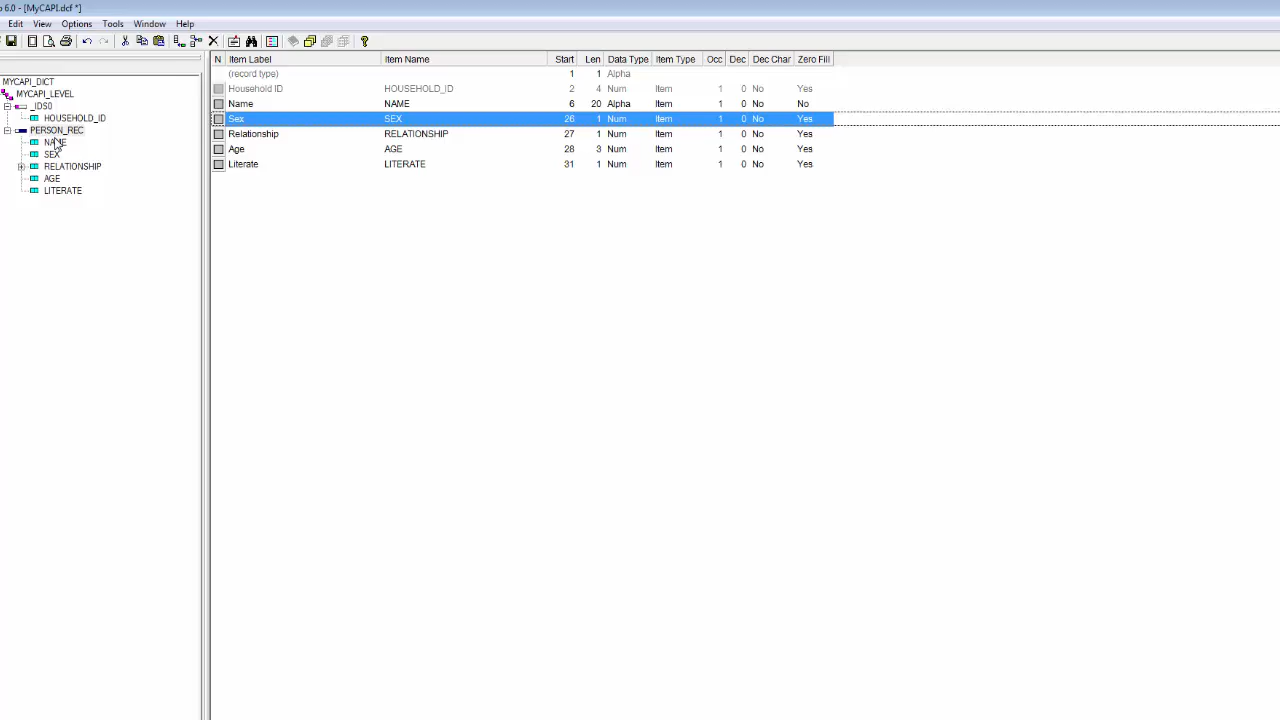 o 6.0 - [MyCAPI.dcf *]
Edit View Options Tools Window Help
MYCAPI_DICT
MYCAPI_LEVEL
_IDS0
HOUSEHOLD_ID
PERSON_REC
NAME
SEX
RELATIONSHIP
AGE
LITERATE
N Item Label Item Name Start Len Data Type Item Type Occ Dec Dec Char Zero Fill
(record type) 1 1 Alpha
Household ID HOUSEHOLD_ID 2 4 Num Item 1 0 No Yes
Name NAME 6 20 Alpha Item 1 0 No No
Sex SEX 26 1 Num Item 1 0 No Yes
Relationship RELATIONSHIP 27 1 Num Item 1 0 No Yes
Age AGE 28 3 Num Item 1 0 No Yes
Literate LITERATE 31 1 Num Item 1 0 No Yes